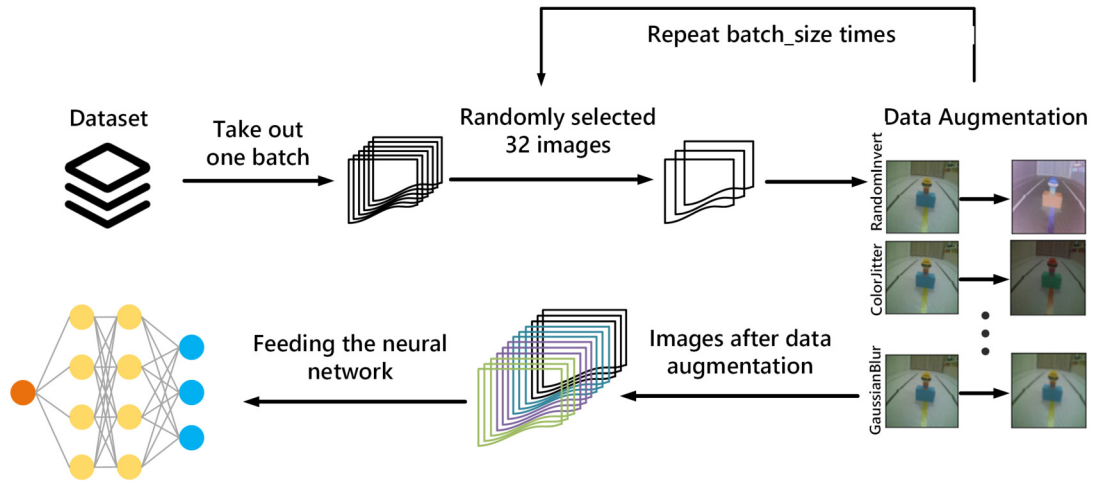 Repeat batch_size times
Dataset
Take out
one batch
Randomly selected
32 images
Data Augmentation
RandomInvert
ColorJitter
GaussianBlur
Images after data
augmentation
Feeding the neural
network